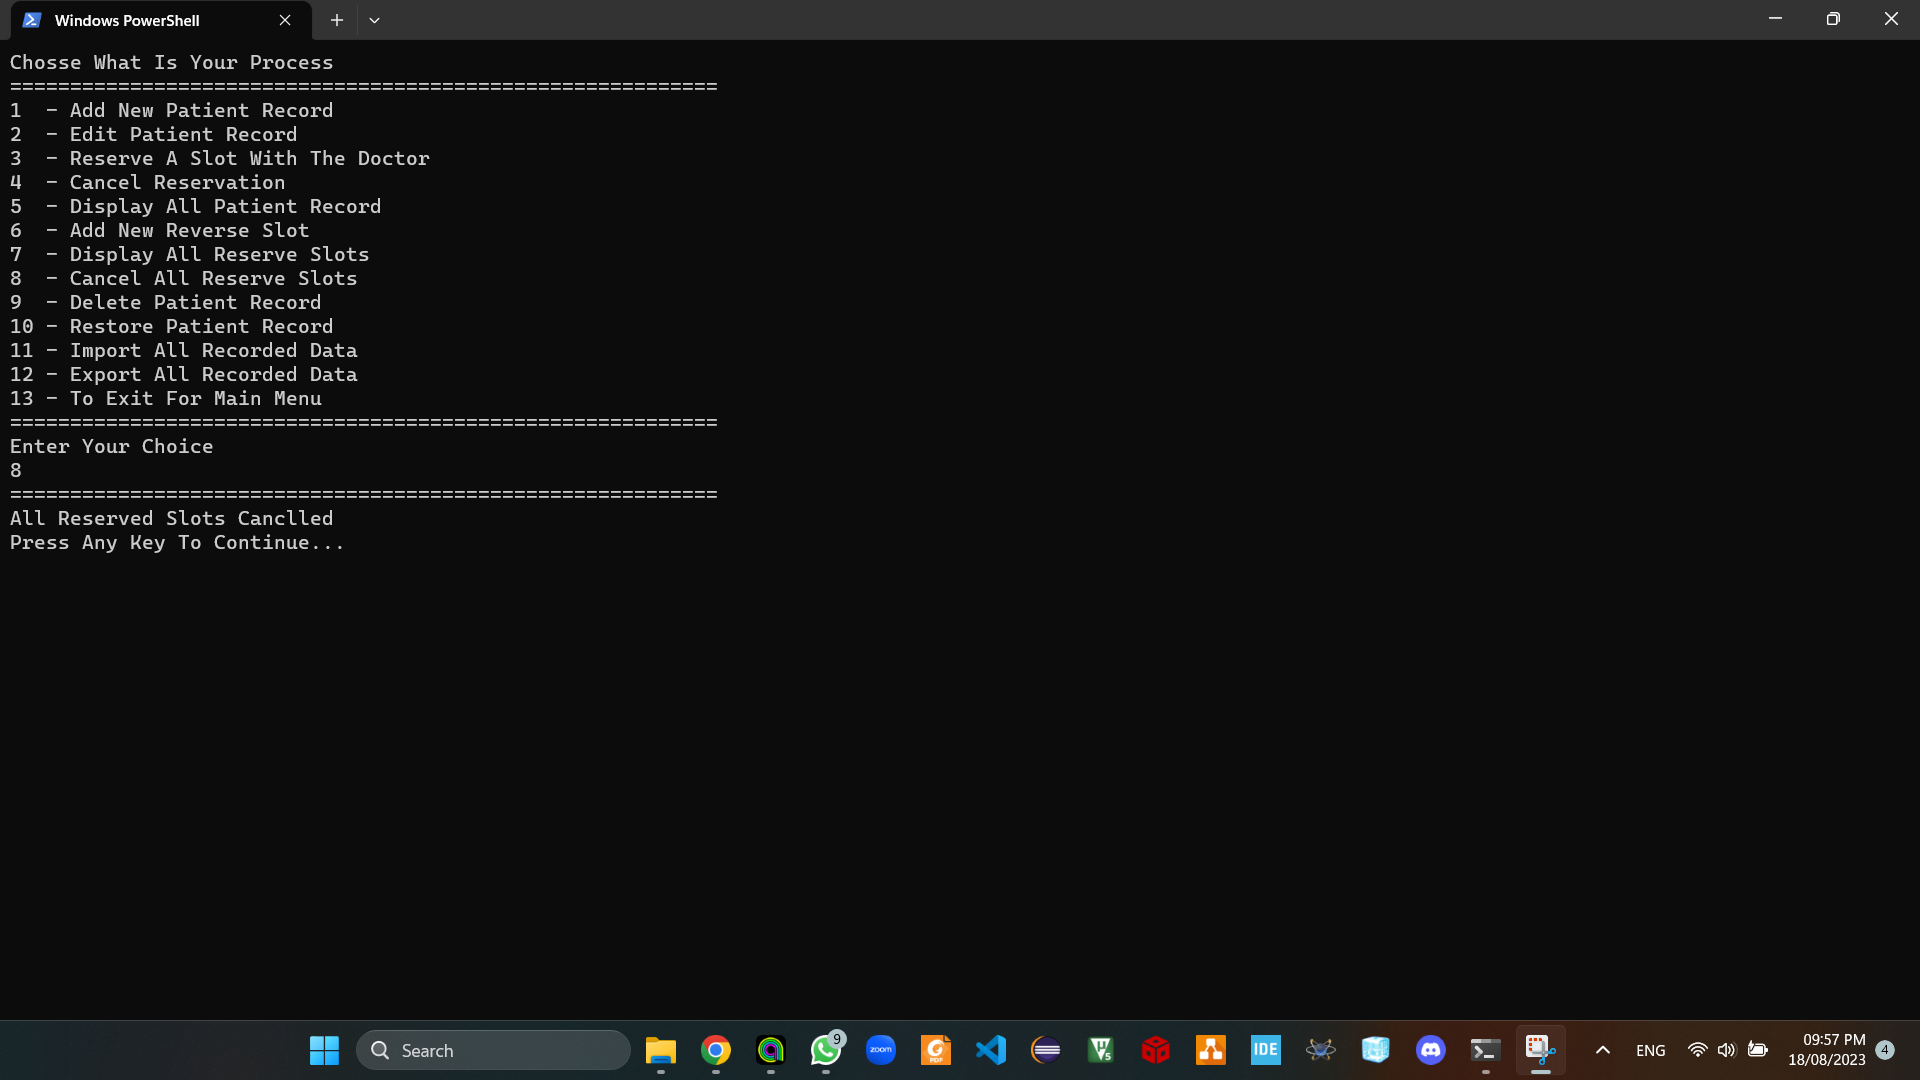 Windows PowerShell
Chosse What Is Your Process
===========================================================
1  - Add New Patient Record
2  - Edit Patient Record
3  - Reserve A Slot With The Doctor
4  - Cancel Reservation
5  - Display All Patient Record
6  - Add New Reverse Slot
7  - Display All Reserve Slots
8  - Cancel All Reserve Slots
9  - Delete Patient Record
10 - Restore Patient Record
11 - Import All Recorded Data
12 - Export All Recorded Data
13 - To Exit For Main Menu
===========================================================
Enter Your Choice
8
===========================================================
All Reserved Slots Canclled
Press Any Key To Continue...
Search
9
zoom
PDF
5
IDE
ENG
09:57 PM
18/08/2023
4